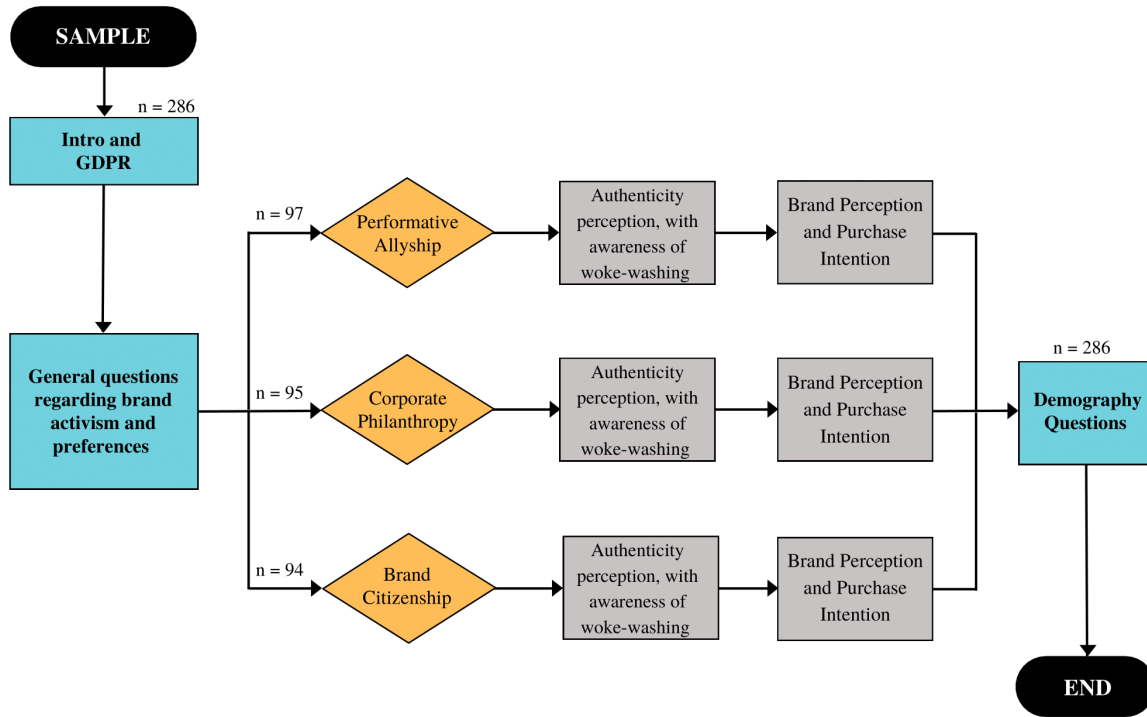 SAMPLE
n = 286
Intro and
GDPR
General questions
regarding brand
activism and
preferences
n = 97
Performative
Allyship
Authenticity
perception, with
awareness of
woke-washing
Brand Perception
and Purchase
Intention
n = 95
Corporate
Philanthropy
Authenticity
perception, with
awareness of
woke-washing
Brand Perception
and Purchase
Intention
n = 94
Brand
Citizenship
Authenticity
perception, with
awareness of
woke-washing
Brand Perception
and Purchase
Intention
n = 286
Demography
Questions
END